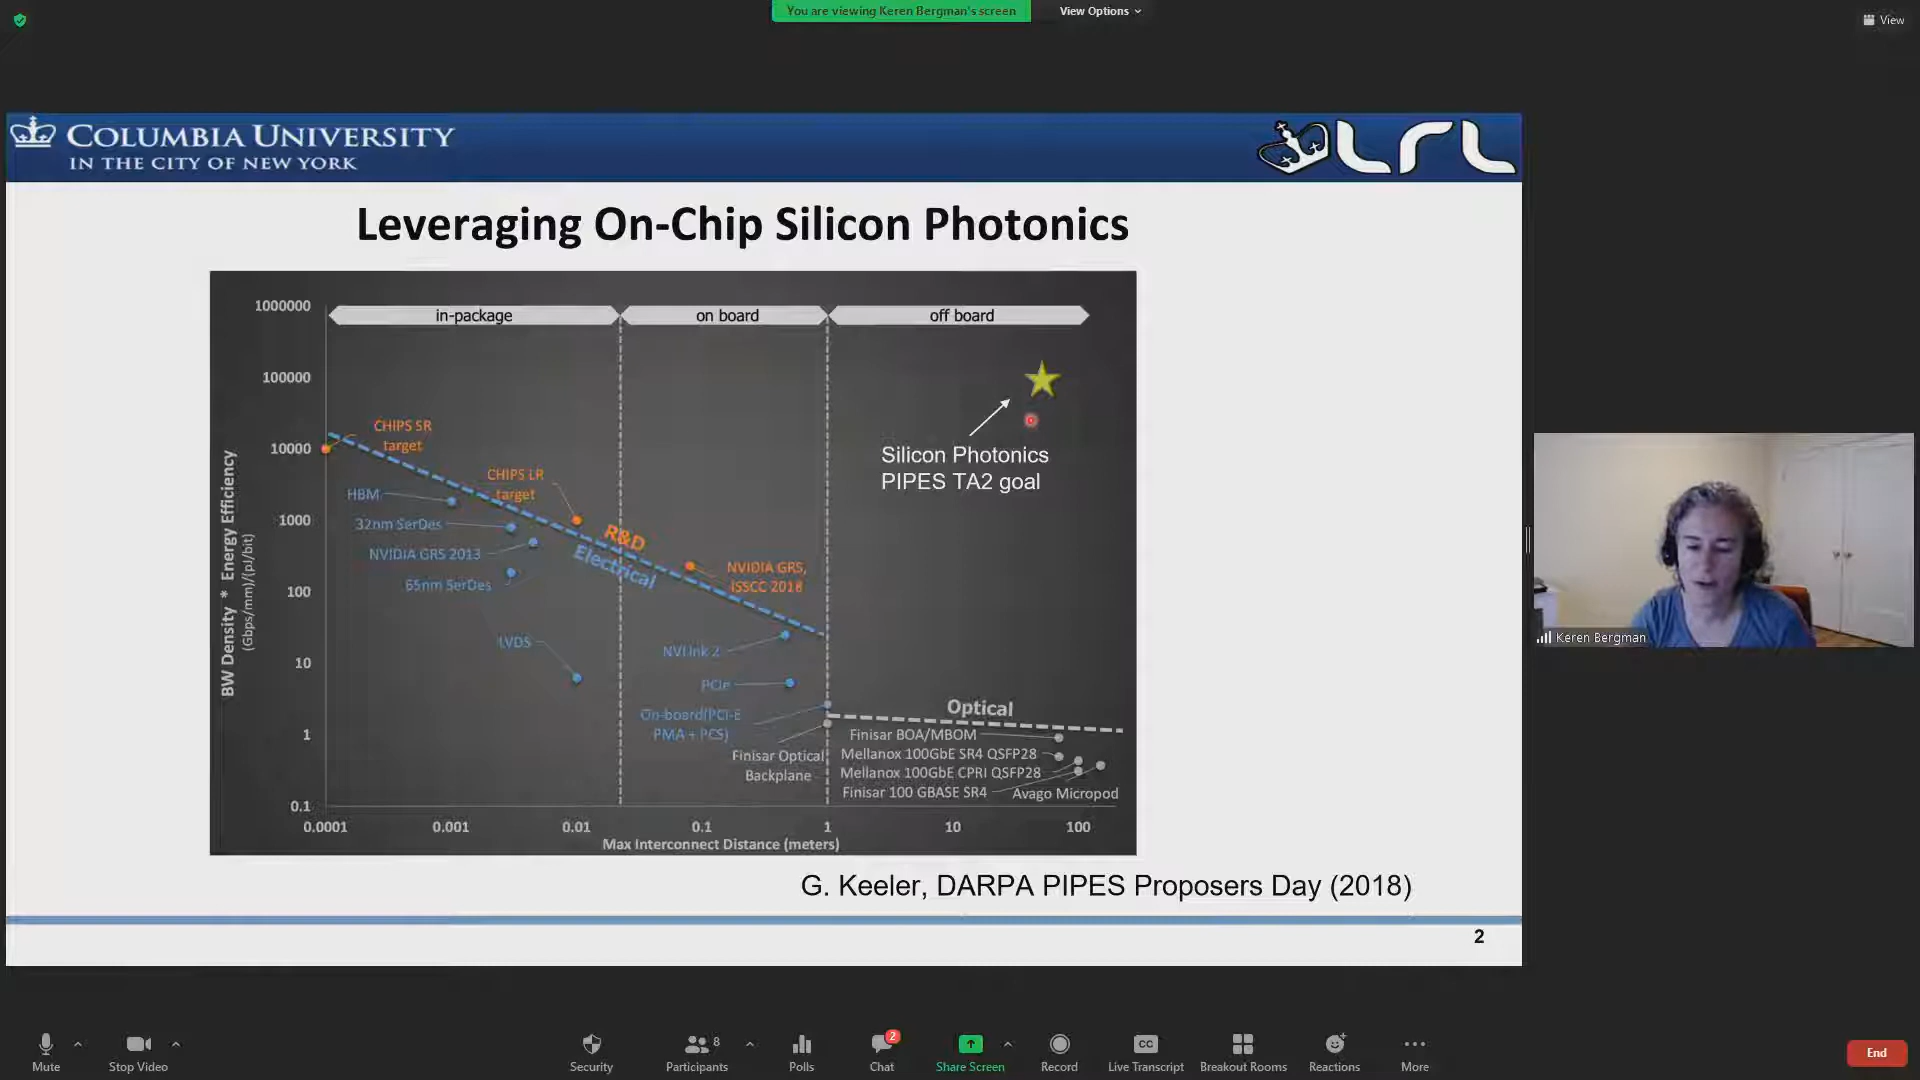 You are viewing Keren Bergman's screen
View Options
View
COLUMBIA UNIVERSITY
IN THE CITY OF NEW YORK
LRL
Leveraging On-Chip Silicon Photonics
1000000
100000
10000
1000
100
10
1
0.1
BW Density * Energy Efficiency
(Gbps/mm)/(pJ/bit)
in-package
on board
off board
CHIPS SR
target
CHIPS LR
target
HBM
32nm SerDes
NVIDIA GRS 2013
65nm SerDes
R&D
Electrical
NVIDIA GRS,
ISSCC 2018
LVDS
NVLink 2
PCIe
On-board(PCI-E
PMA + PCS)
Finisar Optical
Backplane
Silicon Photonics
PIPES TA2 goal
Optical
Finisar BOA/MBOM
Mellanox 100GbE SR4 QSFP28
Mellanox 100GbE CPRI QSFP28
Finisar 100 GBASE SR4
Avago Micropod
0.0001
0.001
0.01
0.1
1
10
100
Max Interconnect Distance (meters)
G. Keeler, DARPA PIPES Proposers Day (2018)
2
Keren Bergman
Mute
Stop Video
Security
8
Participants
Polls
2
Chat
Share Screen
Record
CC
Live Transcript
Breakout Rooms
Reactions
More
End